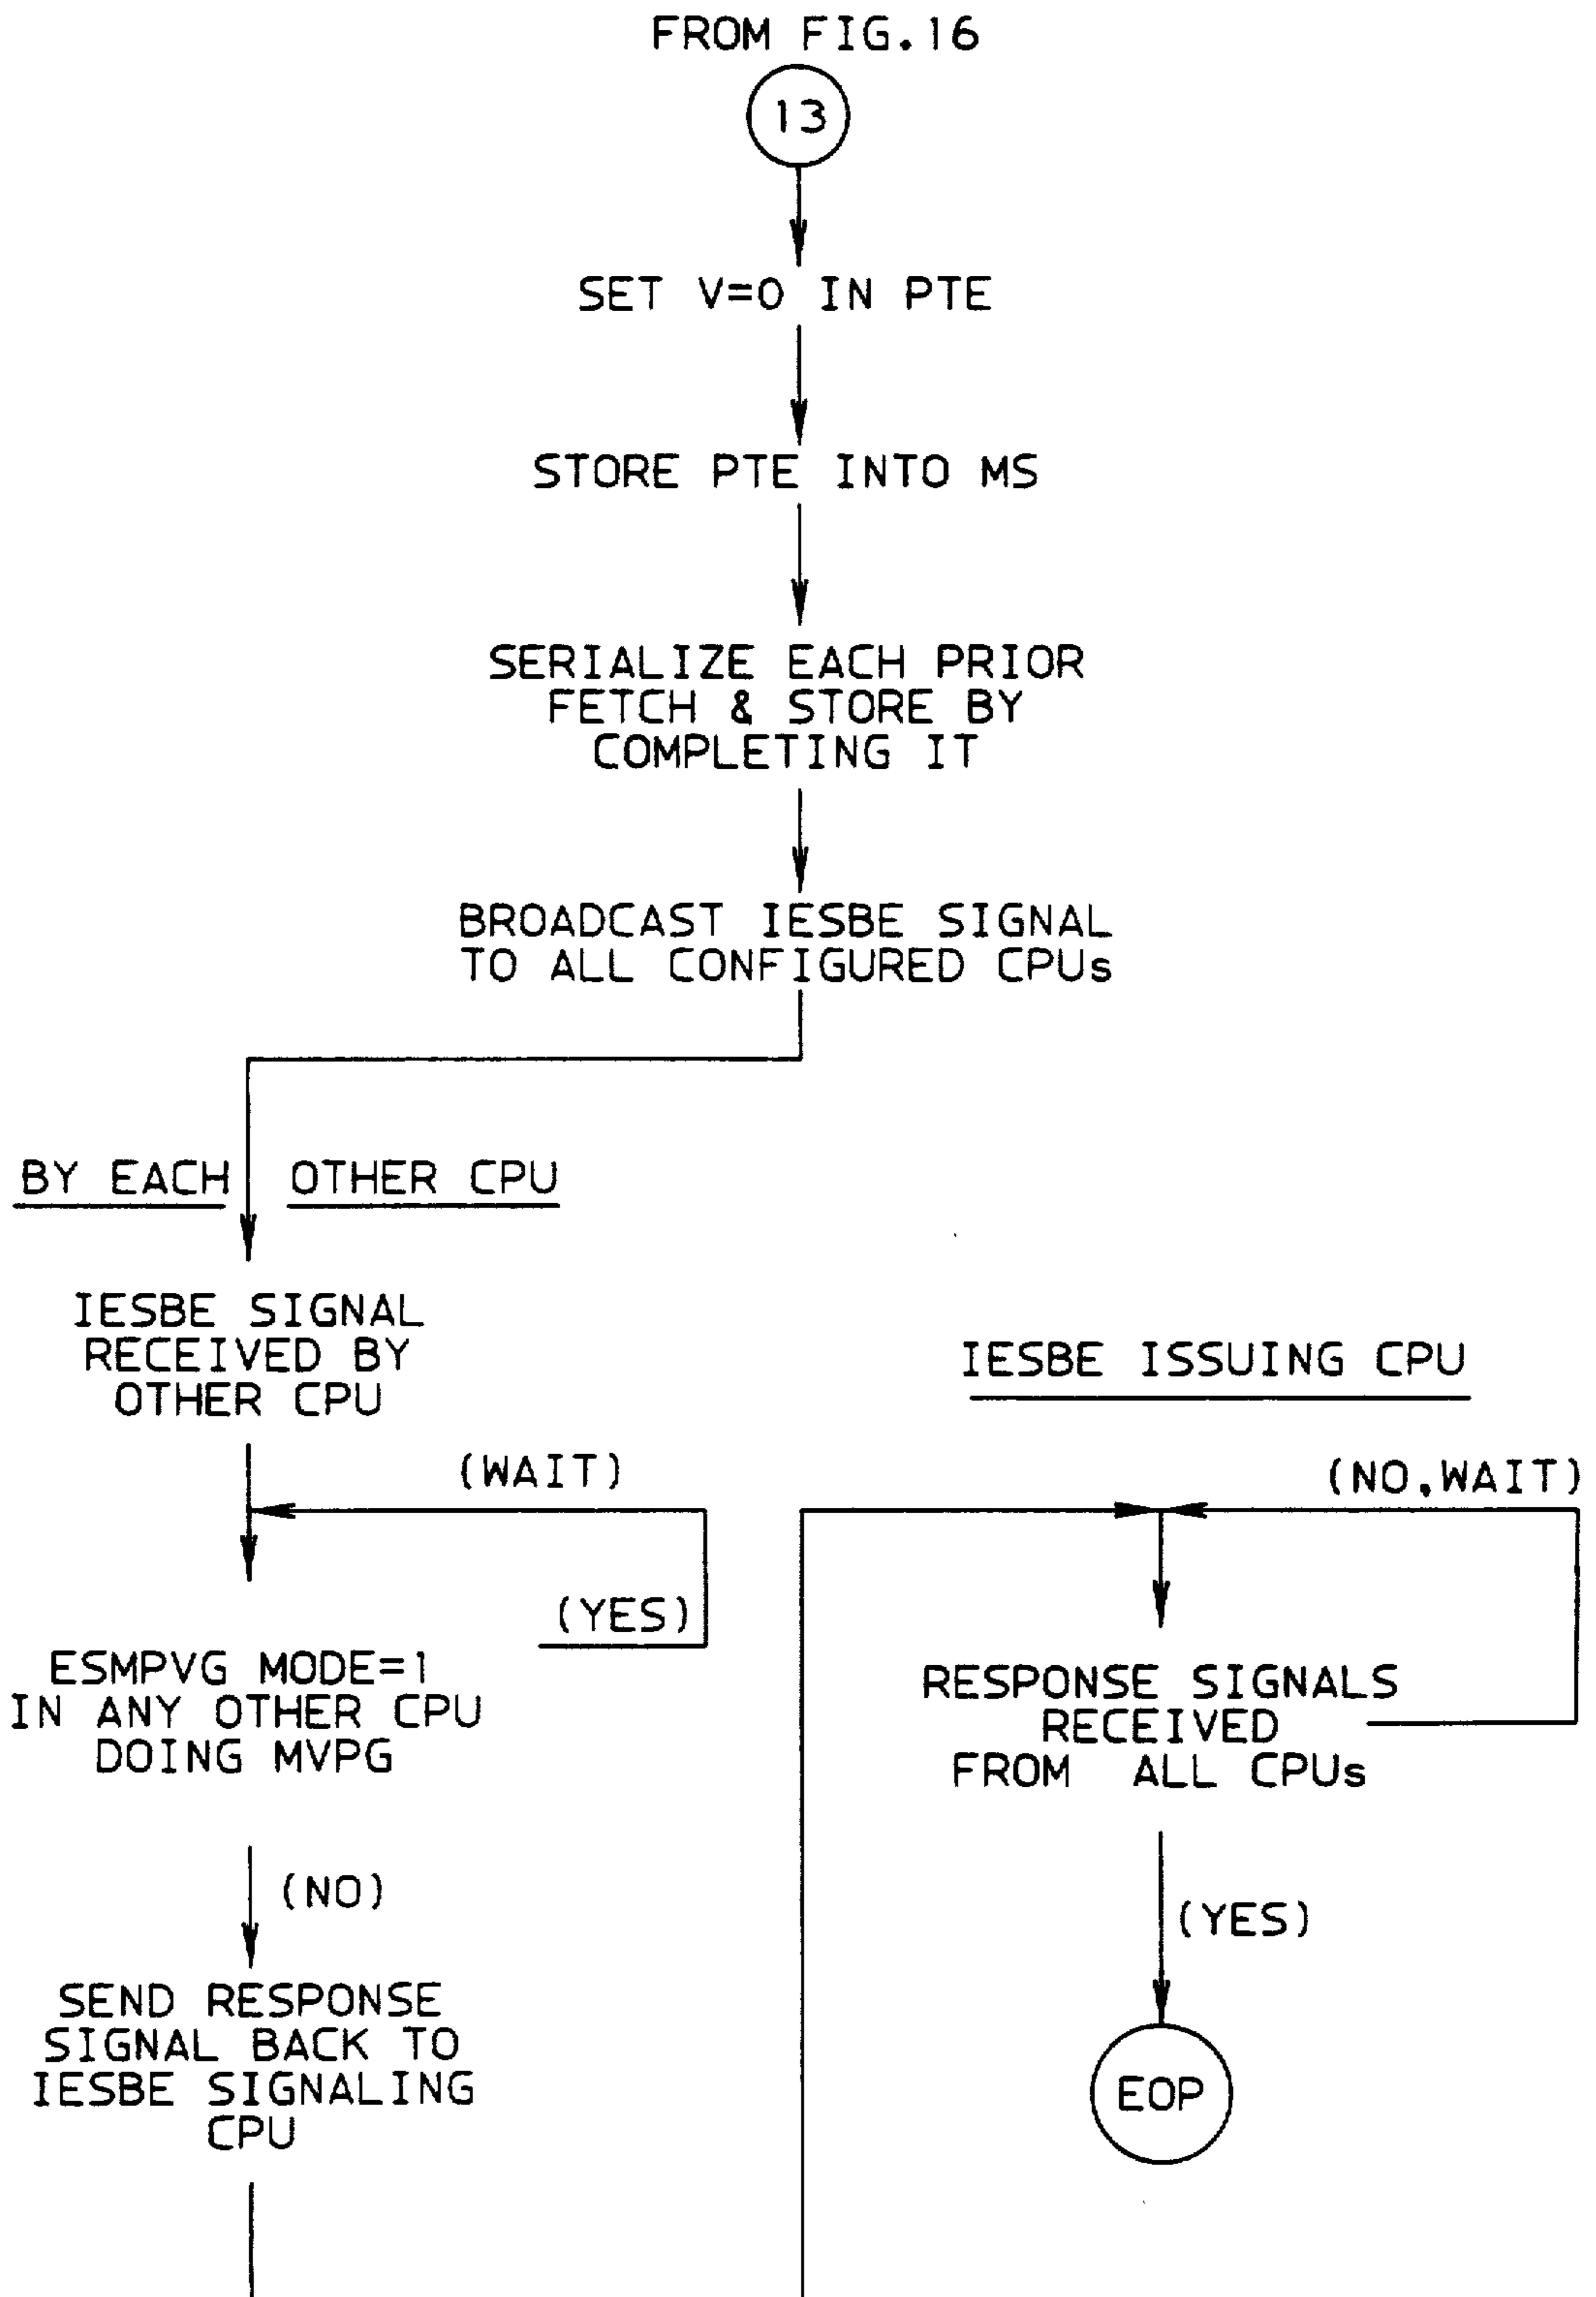 FROM FIG.16
13
SET V=0 IN PTE
STORE PTE INTO MS
SERIALIZE EACH PRIOR
FETCH & STORE BY
COMPLETING IT
BROADCAST IESBE SIGNAL
TO ALL CONFIGURED CPUs
BY EACH OTHER CPU
IESBE SIGNAL
RECEIVED BY
OTHER CPU
(WAIT)
(YES)
ESMPVG MODE=1
IN ANY OTHER CPU
DOING MVPG
(NO)
SEND RESPONSE
SIGNAL BACK TO
IESBE SIGNALING
CPU
IESBE ISSUING CPU
(NO,WAIT)
RESPONSE SIGNALS
RECEIVED
FROM ALL CPUs
(YES)
EOP